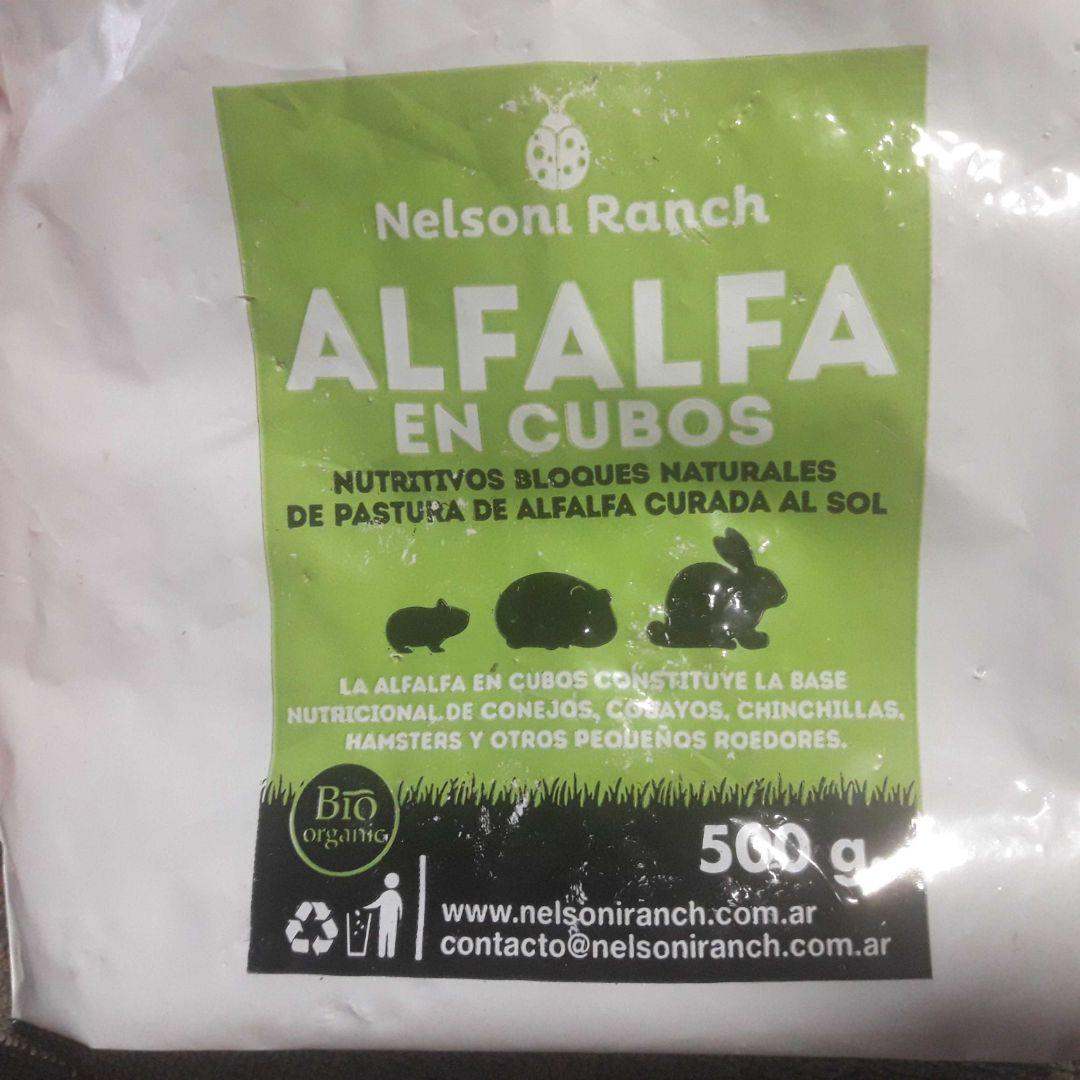 Nelsoni Ranch
ALFALFA
EN CUBOS
NUTRITIVOS BLOQUES NATURALES
DE PASTURA DE ALFALFA CURADA AL SOL
LA ALFALFA EN CUBOS CONSTITUYE LA BASE
NUTRICIONAL DE CONEJOS, COBAYOS, CHINCHILLAS,
HAMSTERS Y OTROS PEQUEÑOS ROEDORES.
Bio
organic
500 g.
www.nelsoniranch.com.ar
contacto@nelsoniranch.com.ar